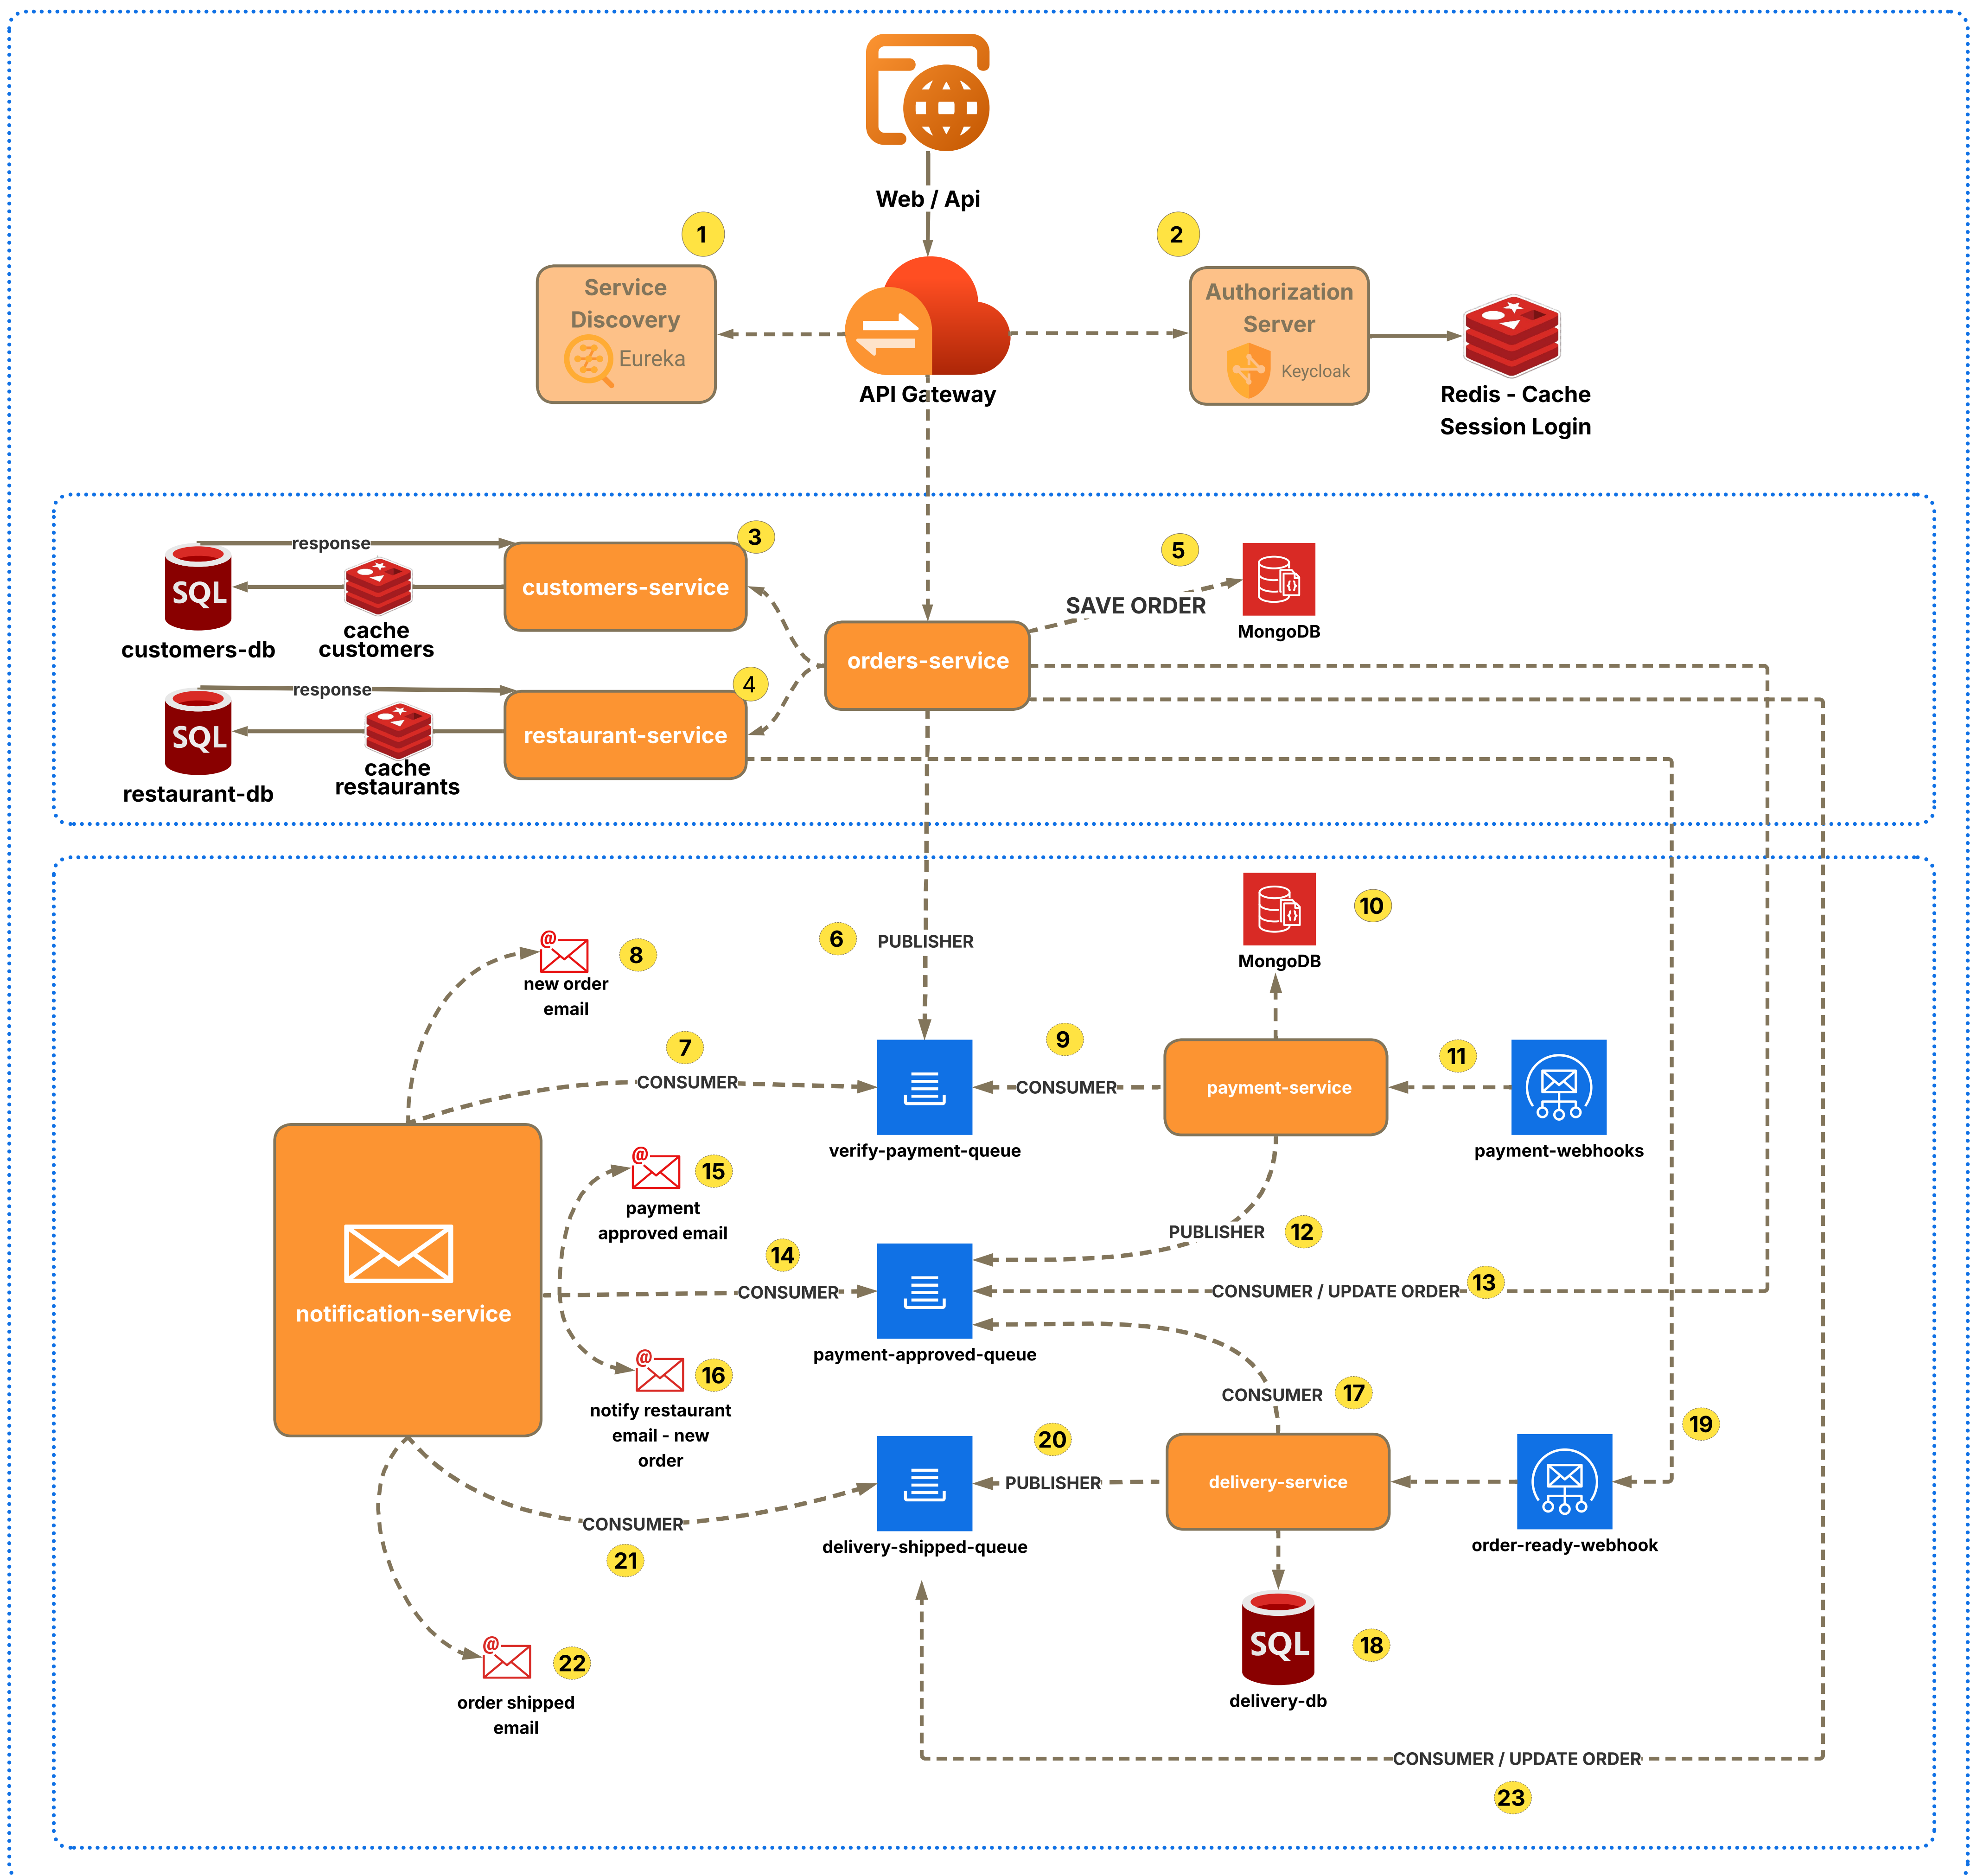 Web / Api
1
2
Service
Discovery
Eureka
Authorization
Server
Keycloak
API Gateway
Redis - Cache
Session Login
response
SQL
customers-db
cache
customers
customers-service
3
5
SAVE ORDER
MongoDB
orders-service
response
SQL
restaurant-db
cache
restaurants
restaurant-service
4
10
MongoDB
6
PUBLISHER
@
8
new order
email
7
CONSUMER
9
CONSUMER
payment-service
11
verify-payment-queue
payment-webhooks
@
15
payment
approved email
PUBLISHER
12
14
CONSUMER
CONSUMER / UPDATE ORDER
13
notification-service
payment-approved-queue
@
16
notify restaurant
email - new
order
CONSUMER
17
19
20
PUBLISHER
delivery-service
CONSUMER
21
delivery-shipped-queue
order-ready-webhook
@
22
order shipped
email
SQL
18
delivery-db
CONSUMER / UPDATE ORDER
23